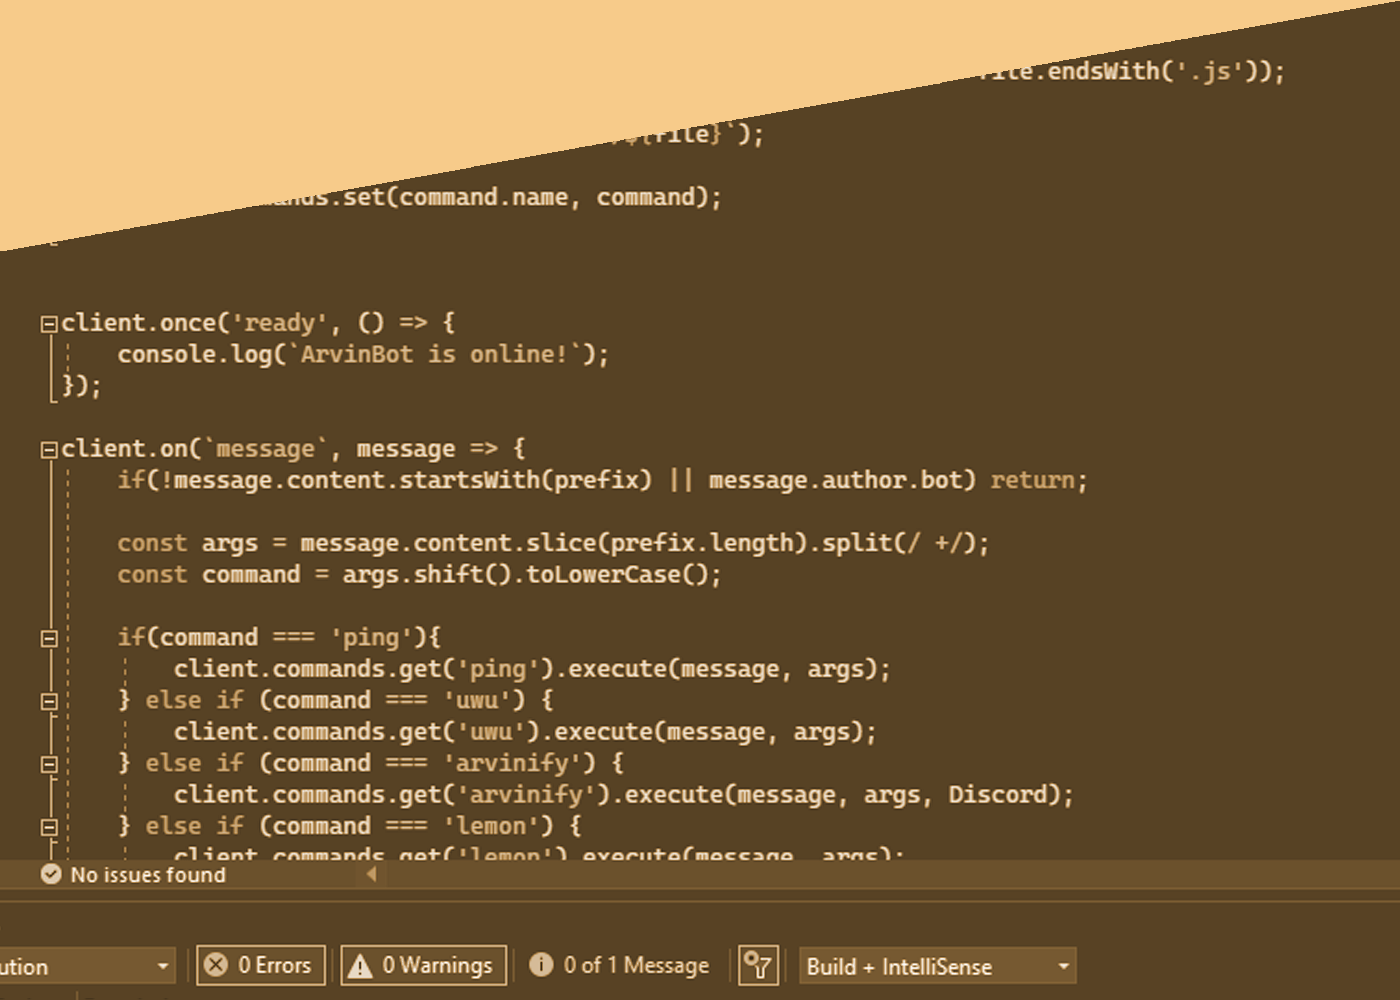 file.endsWith('.js'));
${file}`);
.set(command.name, command);
client.once('ready', () => {
console.log(`ArvinBot is online!`);
});
client.on(`message`, message => {
if(!message.content.startsWith(prefix) || message.author.bot) return;
const args = message.content.slice(prefix.length).split(/ +/);
const command = args.shift().toLowerCase();
if(command === 'ping'){
client.commands.get('ping').execute(message, args);
} else if (command === 'uwu') {
client.commands.get('uwu').execute(message, args);
} else if (command === 'arvinify') {
client.commands.get('arvinify').execute(message, args, Discord);
} else if (command === 'lemon') {
client.commands.get('lemon').execute(message, args);
No issues found
ution 0 Errors 0 Warnings 0 of 1 Message Build + IntelliSense